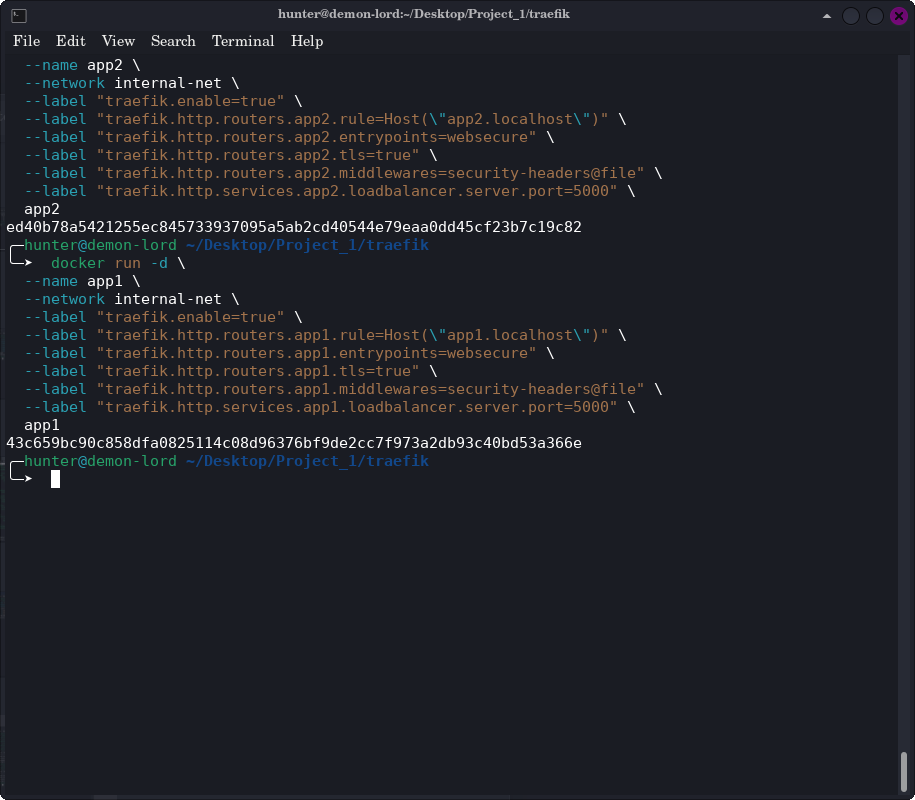 hunter@demon-lord:~/Desktop/Project_1/traefik
File Edit View Search Terminal Help
--name app2 \
--network internal-net \
--label "traefik.enable=true" \
--label "traefik.http.routers.app2.rule=Host(\"app2.localhost\")" \
--label "traefik.http.routers.app2.entrypoints=websecure" \
--label "traefik.http.routers.app2.tls=true" \
--label "traefik.http.routers.app2.middlewares=security-headers@file" \
--label "traefik.http.services.app2.loadbalancer.server.port=5000" \
app2
ed40b78a5421255ec845733937095a5ab2cd40544e79eaa0dd45cf23b7c19c82
hunter@demon-lord ~/Desktop/Project_1/traefik
docker run -d \
--name app1 \
--network internal-net \
--label "traefik.enable=true" \
--label "traefik.http.routers.app1.rule=Host(\"app1.localhost\")" \
--label "traefik.http.routers.app1.entrypoints=websecure" \
--label "traefik.http.routers.app1.tls=true" \
--label "traefik.http.routers.app1.middlewares=security-headers@file" \
--label "traefik.http.services.app1.loadbalancer.server.port=5000" \
app1
43c659bc90c858dfa0825114c08d96376bf9de2cc7f973a2db93c40bd53a366e
hunter@demon-lord ~/Desktop/Project_1/traefik